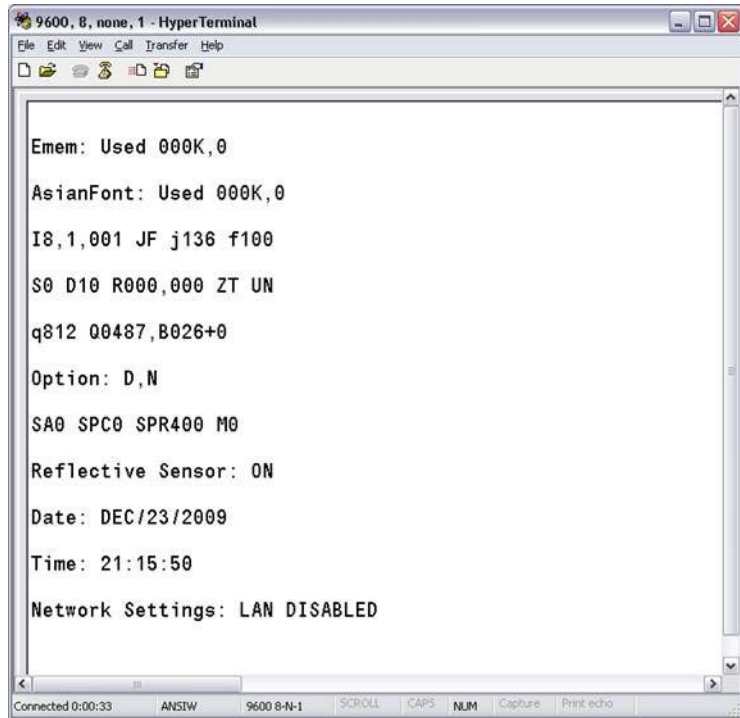 9600, 8, none, 1 - HyperTerminal
File Edit View Call Transfer Help
Emem: Used 000K,0
AsianFont: Used 000K,0
I8,1,001 JF j136 f100
S0 D10 R000,000 ZT UN
q812 Q0487,B026+0
Option: D,N
SA0 SPC0 SPR400 M0
Reflective Sensor: ON
Date: DEC/23/2009
Time: 21:15:50
Network Settings: LAN DISABLED
Connected 0:00:33 ANSIW 9600 8-N-1 SCROLL CAPS NUM Capture Print echo